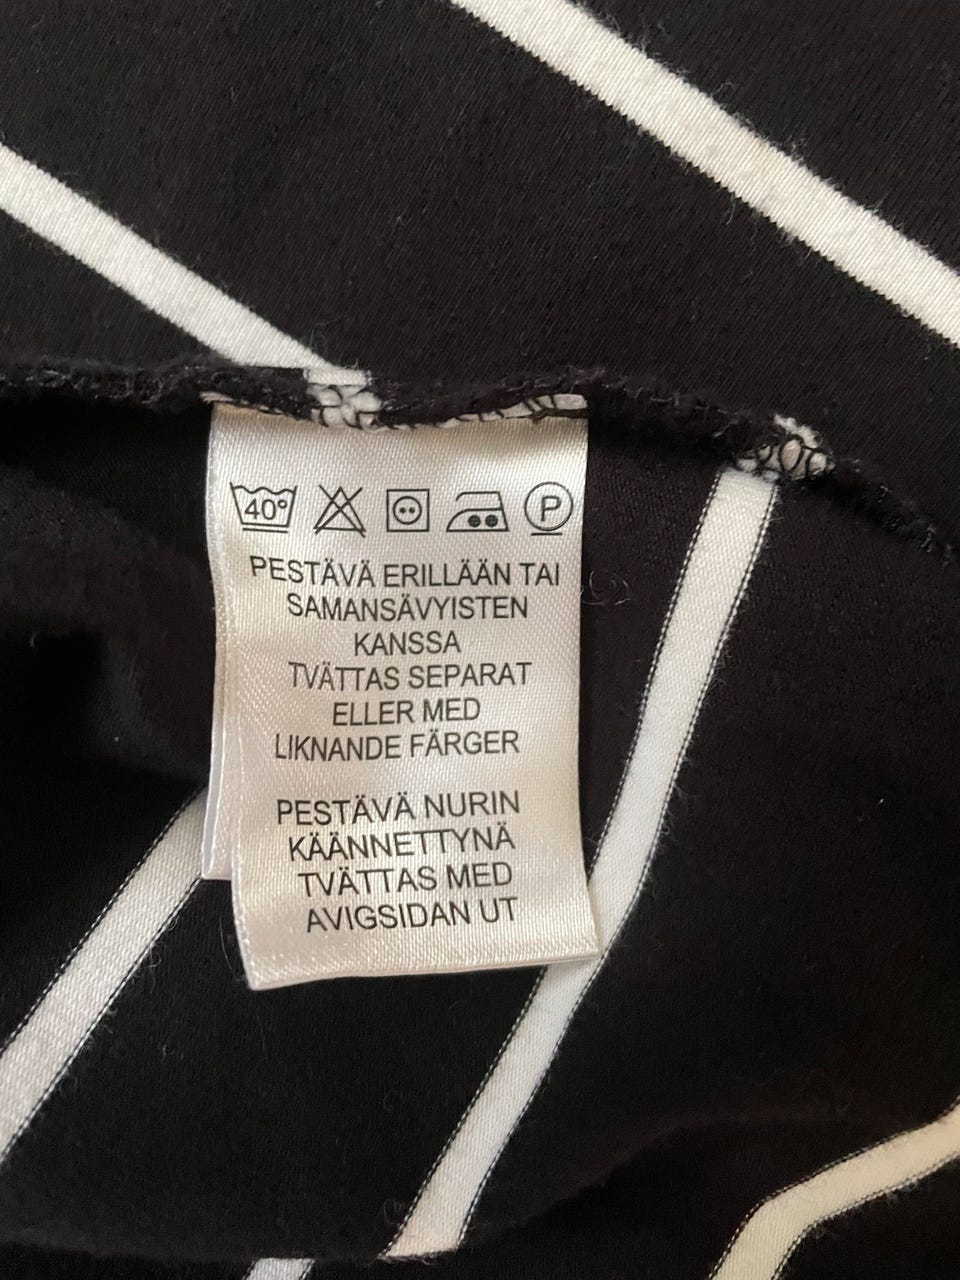 40°
P
PESTÄVÄ ERILLÄÄN TAI
SAMANSÄVYISTEN
KANSSA
TVÄTTAS SEPARAT
ELLER MED
LIKNANDE FÄRGER
PESTÄVÄ NURIN
KÄÄNNETTYNÄ
TVÄTTAS MED
AVIGSIDAN UT